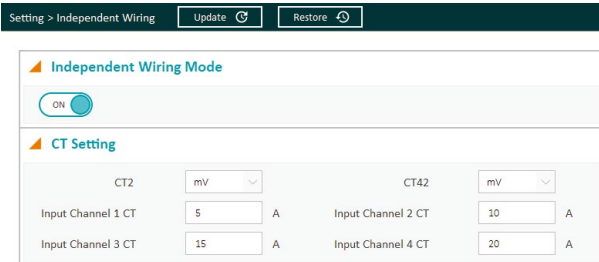 Setting > Independent Wiring Update Restore
Independent Wiring Mode
ON
CT Setting
CT2 mV CT42 mV
Input Channel 1 CT 5 A Input Channel 2 CT 10 A
Input Channel 3 CT 15 A Input Channel 4 CT 20 A